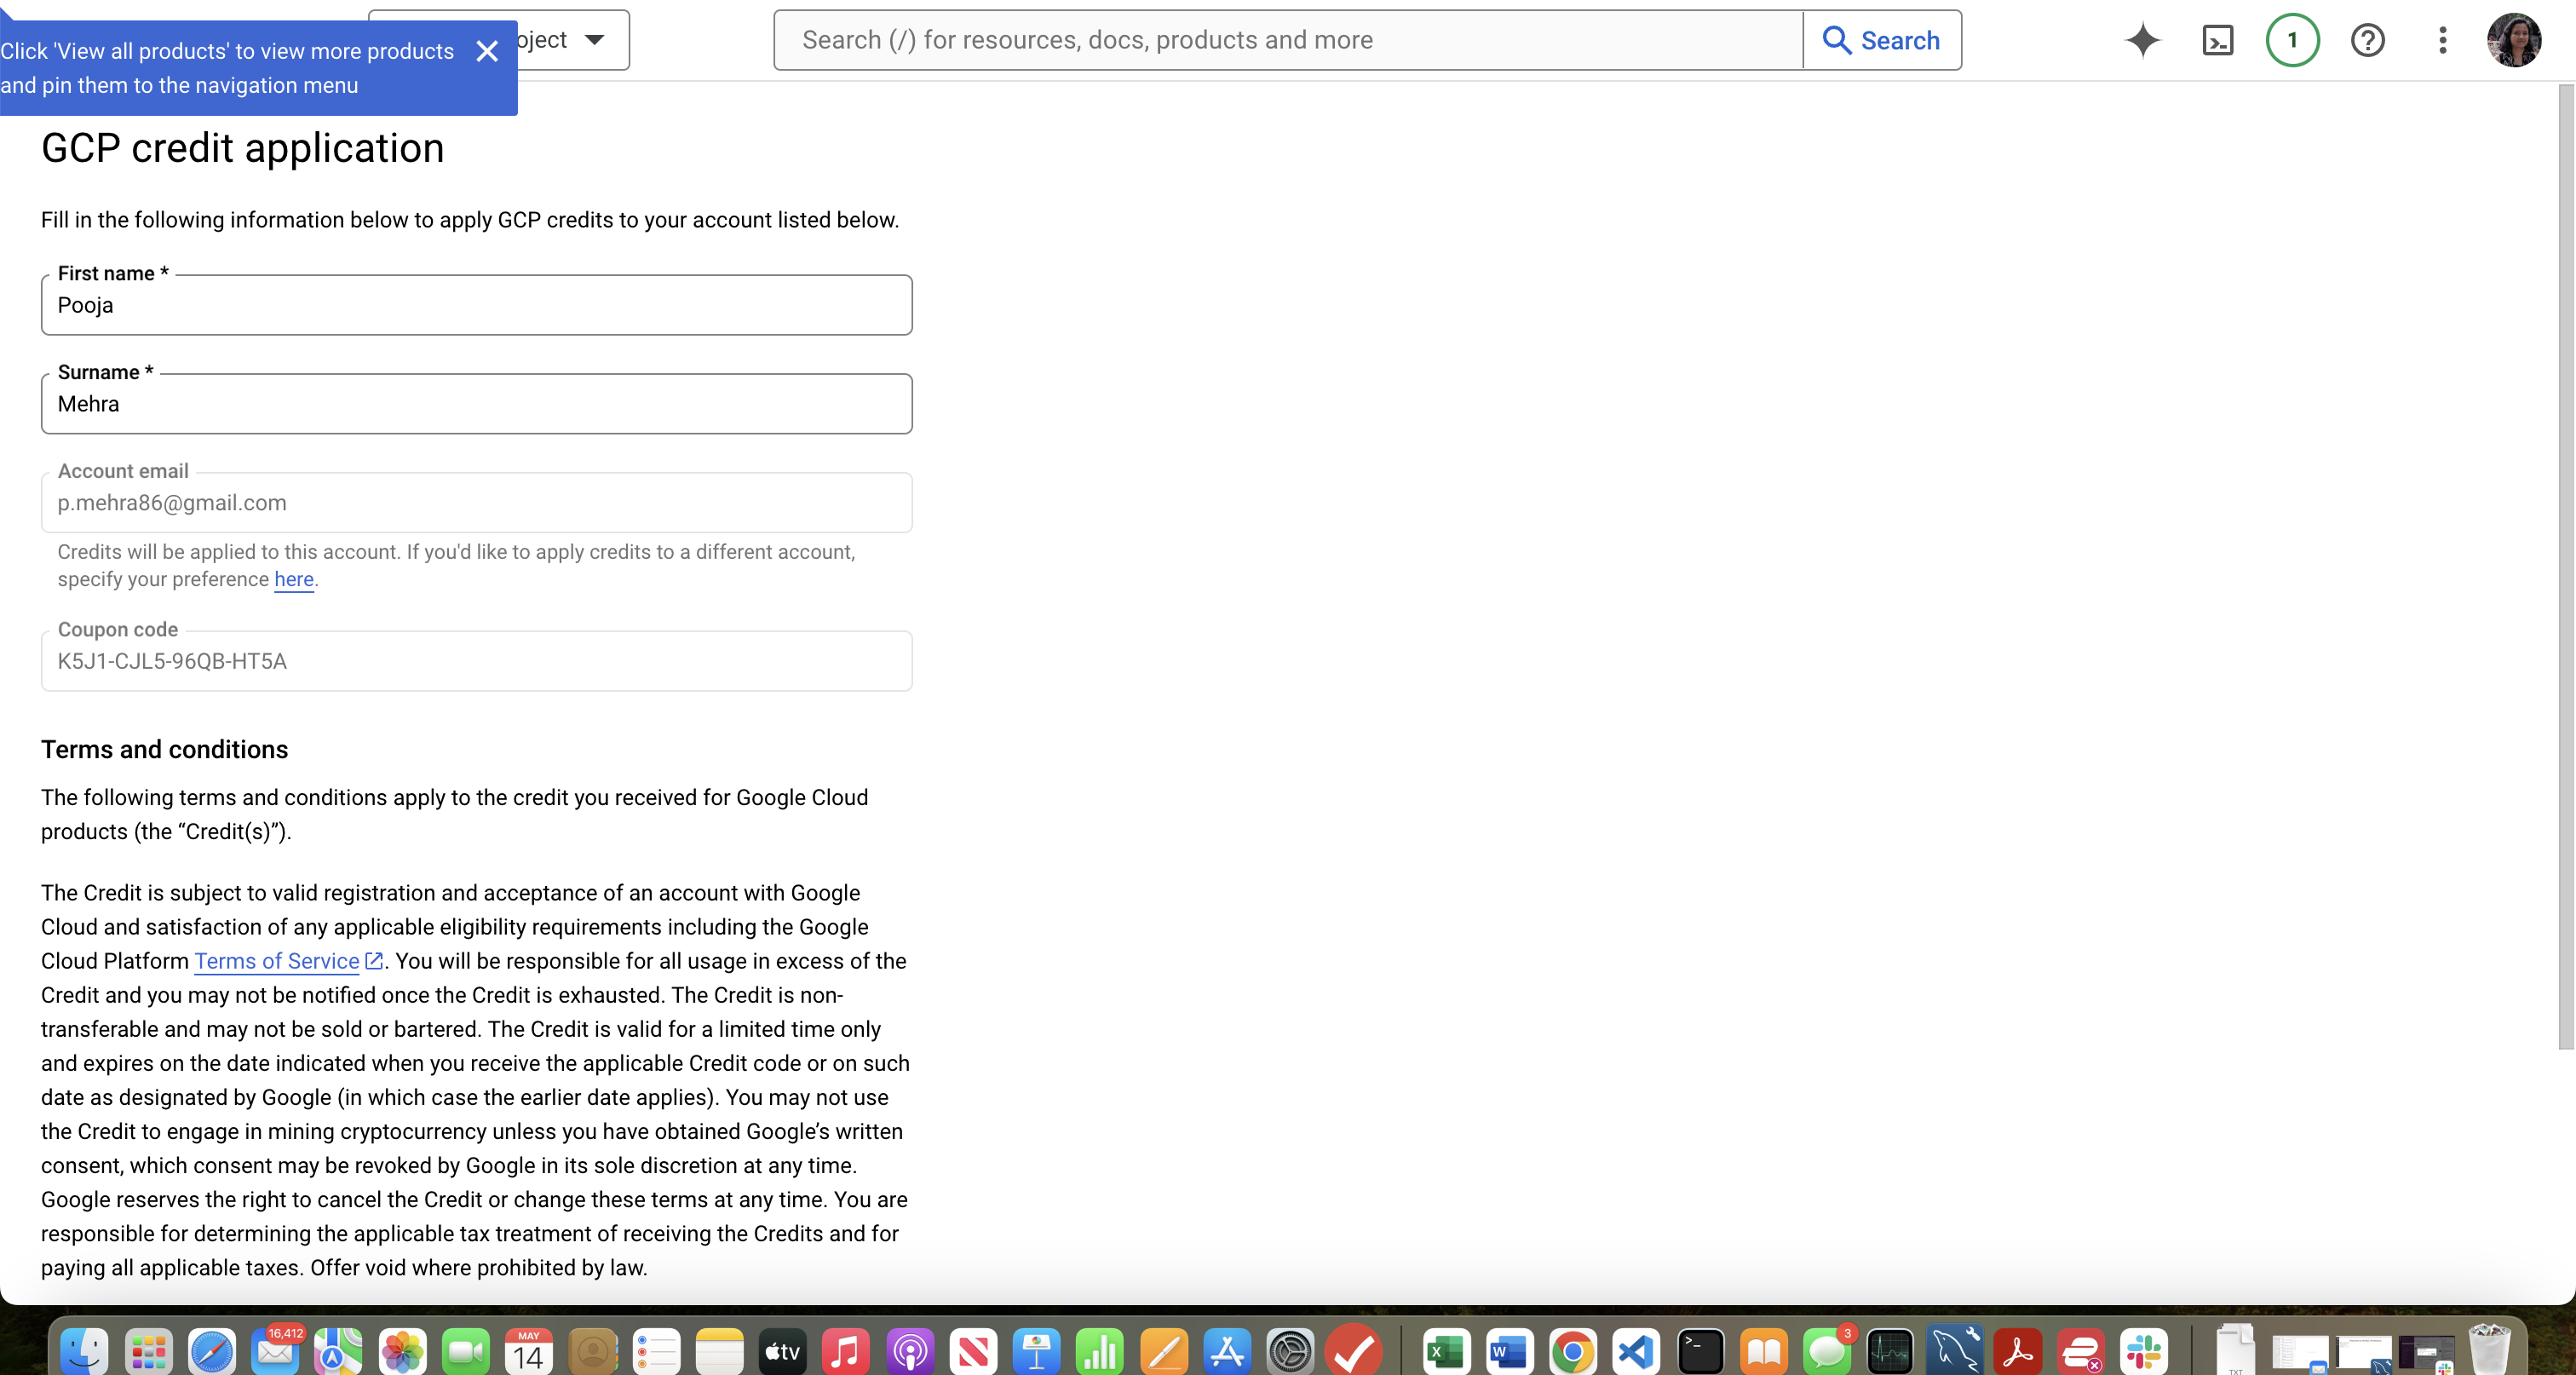 Click 'View all products' to view more products
and pin them to the navigation menu
oject
Search (/) for resources, docs, products and more
Search
1
GCP credit application
Fill in the following information below to apply GCP credits to your account listed below.
First name *
Pooja
Surname *
Mehra
Account email
p.mehra86@gmail.com
Credits will be applied to this account. If you'd like to apply credits to a different account,
specify your preference here.
Coupon code
K5J1-CJL5-96QB-HT5A
Terms and conditions
The following terms and conditions apply to the credit you received for Google Cloud
products (the “Credit(s)”).
The Credit is subject to valid registration and acceptance of an account with Google
Cloud and satisfaction of any applicable eligibility requirements including the Google
Cloud Platform Terms of Service. You will be responsible for all usage in excess of the
Credit and you may not be notified once the Credit is exhausted. The Credit is non-
transferable and may not be sold or bartered. The Credit is valid for a limited time only
and expires on the date indicated when you receive the applicable Credit code or on such
date as designated by Google (in which case the earlier date applies). You may not use
the Credit to engage in mining cryptocurrency unless you have obtained Google’s written
consent, which consent may be revoked by Google in its sole discretion at any time.
Google reserves the right to cancel the Credit or change these terms at any time. You are
responsible for determining the applicable tax treatment of receiving the Credits and for
paying all applicable taxes. Offer void where prohibited by law.
16,412
MAY
14
tv
X
W
>_
3
TXT